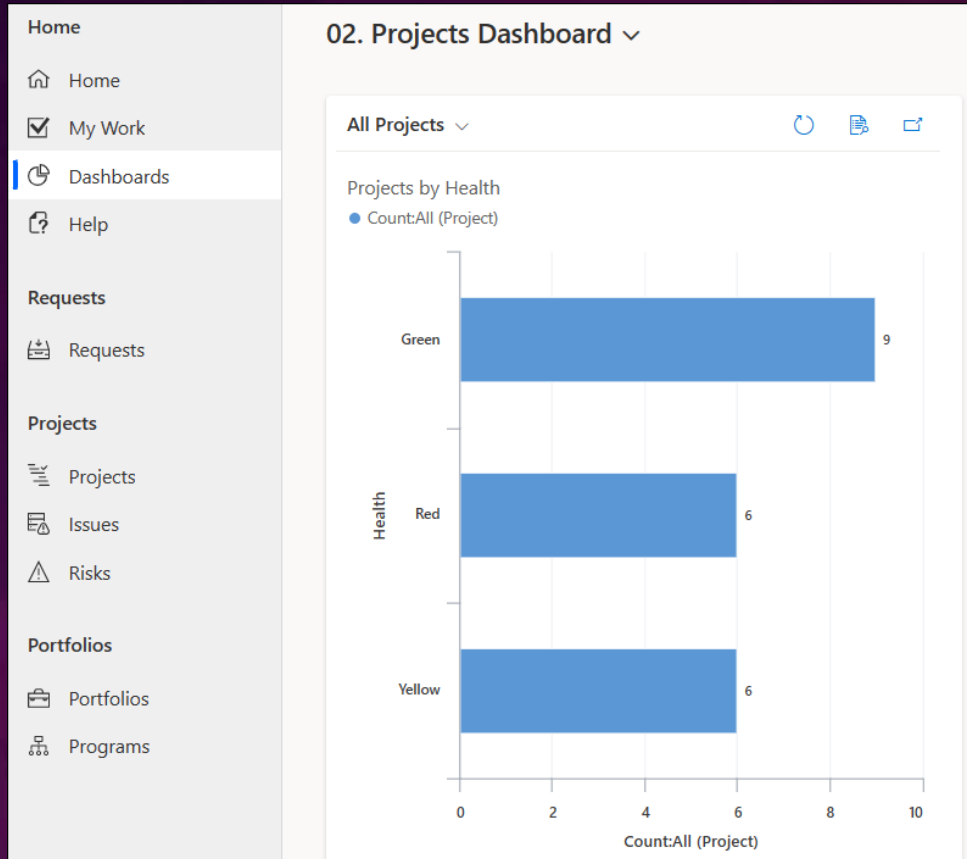 Home
Home
My Work
Dashboards
Help
Requests
Requests
Projects
Projects
Issues
Risks
Portfolios
Portfolios
Programs
02. Projects Dashboard
All Projects
Projects by Health
Count:All (Project)
Health
Green
9
Red
6
Yellow
6
0 2 4 6 8 10
Count:All (Project)